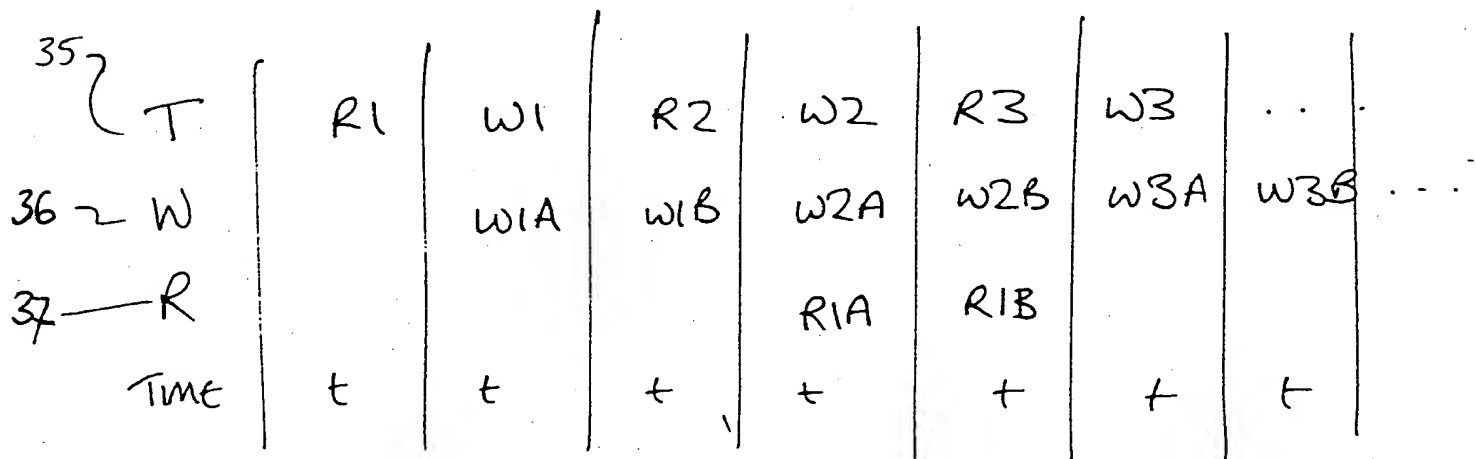 35 T R1 W1 R2 W2 R3 W3 . . .
36 W W1A W1B W2A W2B W3A W3B ...
37 R R1A R1B
TIME t t t t t t t